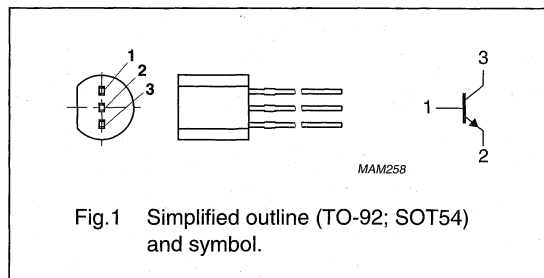 1
2
3
3
1
2
MAM258
Fig.1 Simplified outline (TO-92; SOT54)
and symbol.